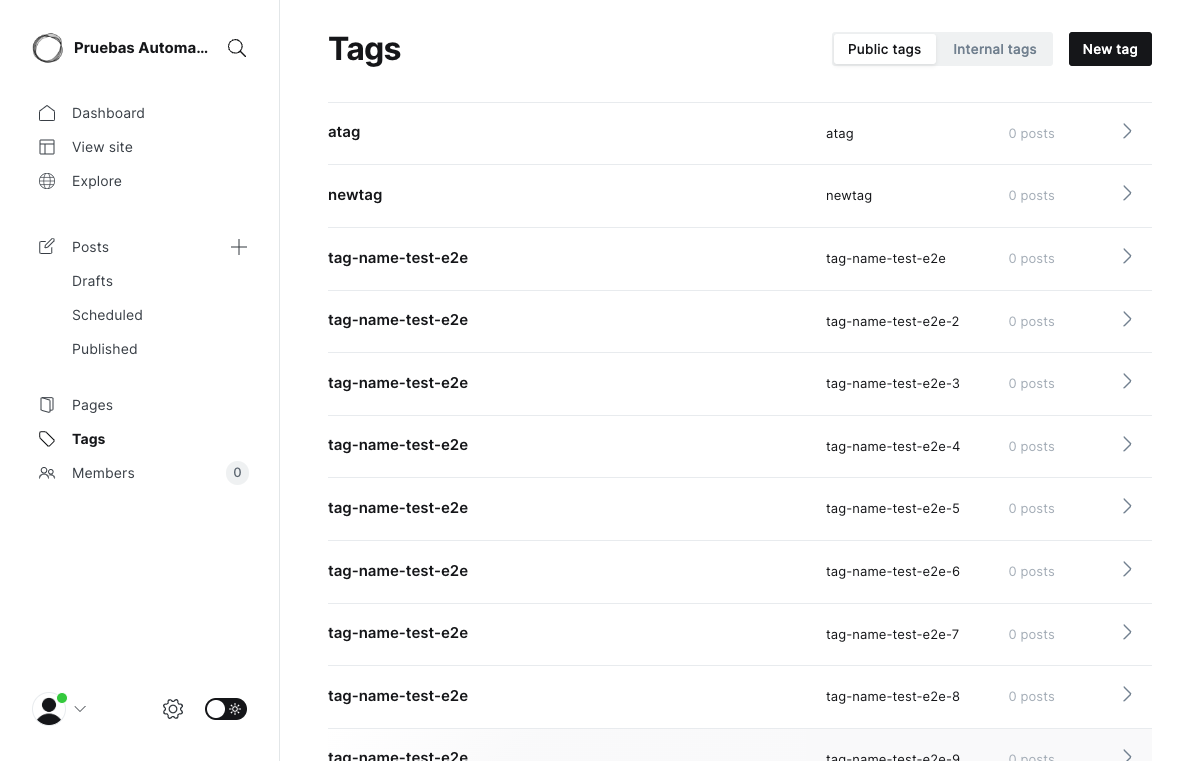 Pruebas Automa...
Dashboard
View site
Explore
Posts
Drafts
Scheduled
Published
Pages
Tags
Members 0
Tags
Public tags Internal tags New tag
atag atag 0 posts
newtag newtag 0 posts
tag-name-test-e2e tag-name-test-e2e 0 posts
tag-name-test-e2e tag-name-test-e2e-2 0 posts
tag-name-test-e2e tag-name-test-e2e-3 0 posts
tag-name-test-e2e tag-name-test-e2e-4 0 posts
tag-name-test-e2e tag-name-test-e2e-5 0 posts
tag-name-test-e2e tag-name-test-e2e-6 0 posts
tag-name-test-e2e tag-name-test-e2e-7 0 posts
tag-name-test-e2e tag-name-test-e2e-8 0 posts
tag-name-test-e2e tag-name-test-e2e-9 0 posts